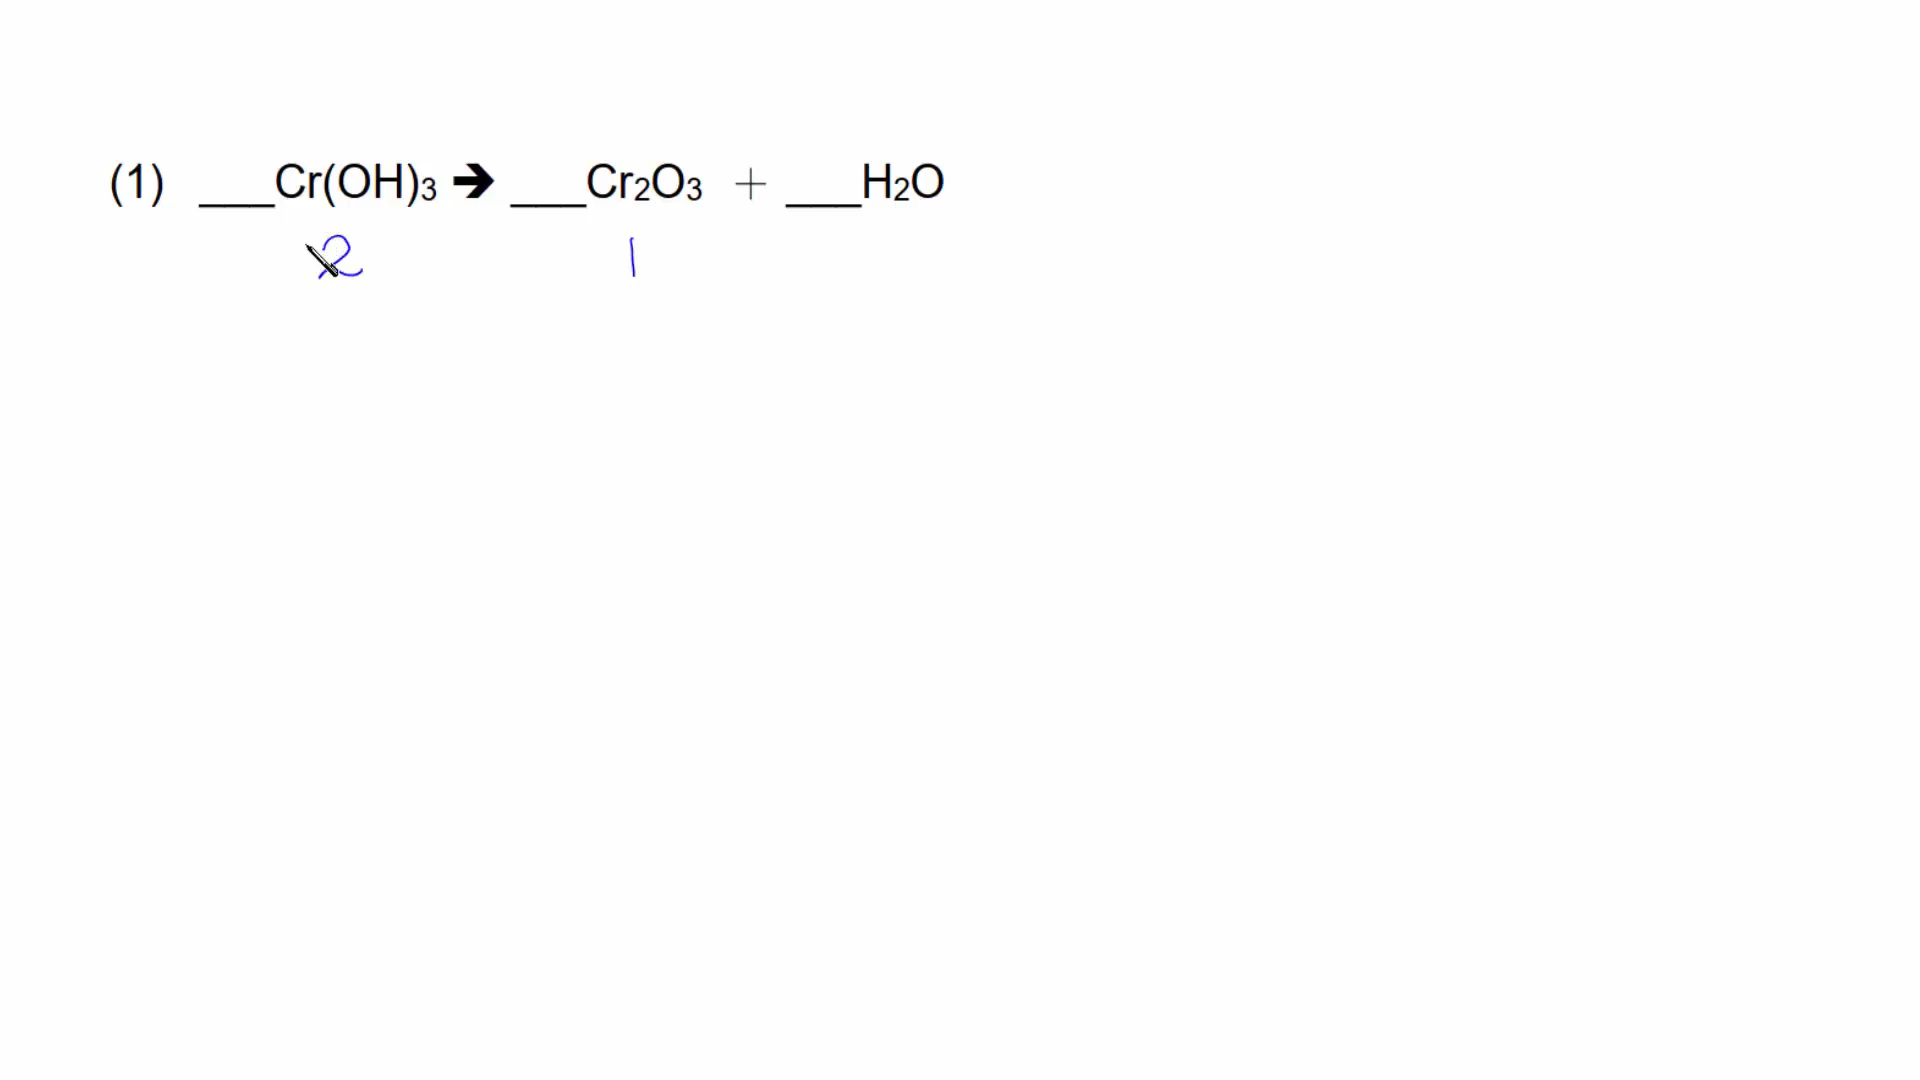 (1) ___Cr(OH)3 ➔ ___Cr2O3 + ___H2O
2 1